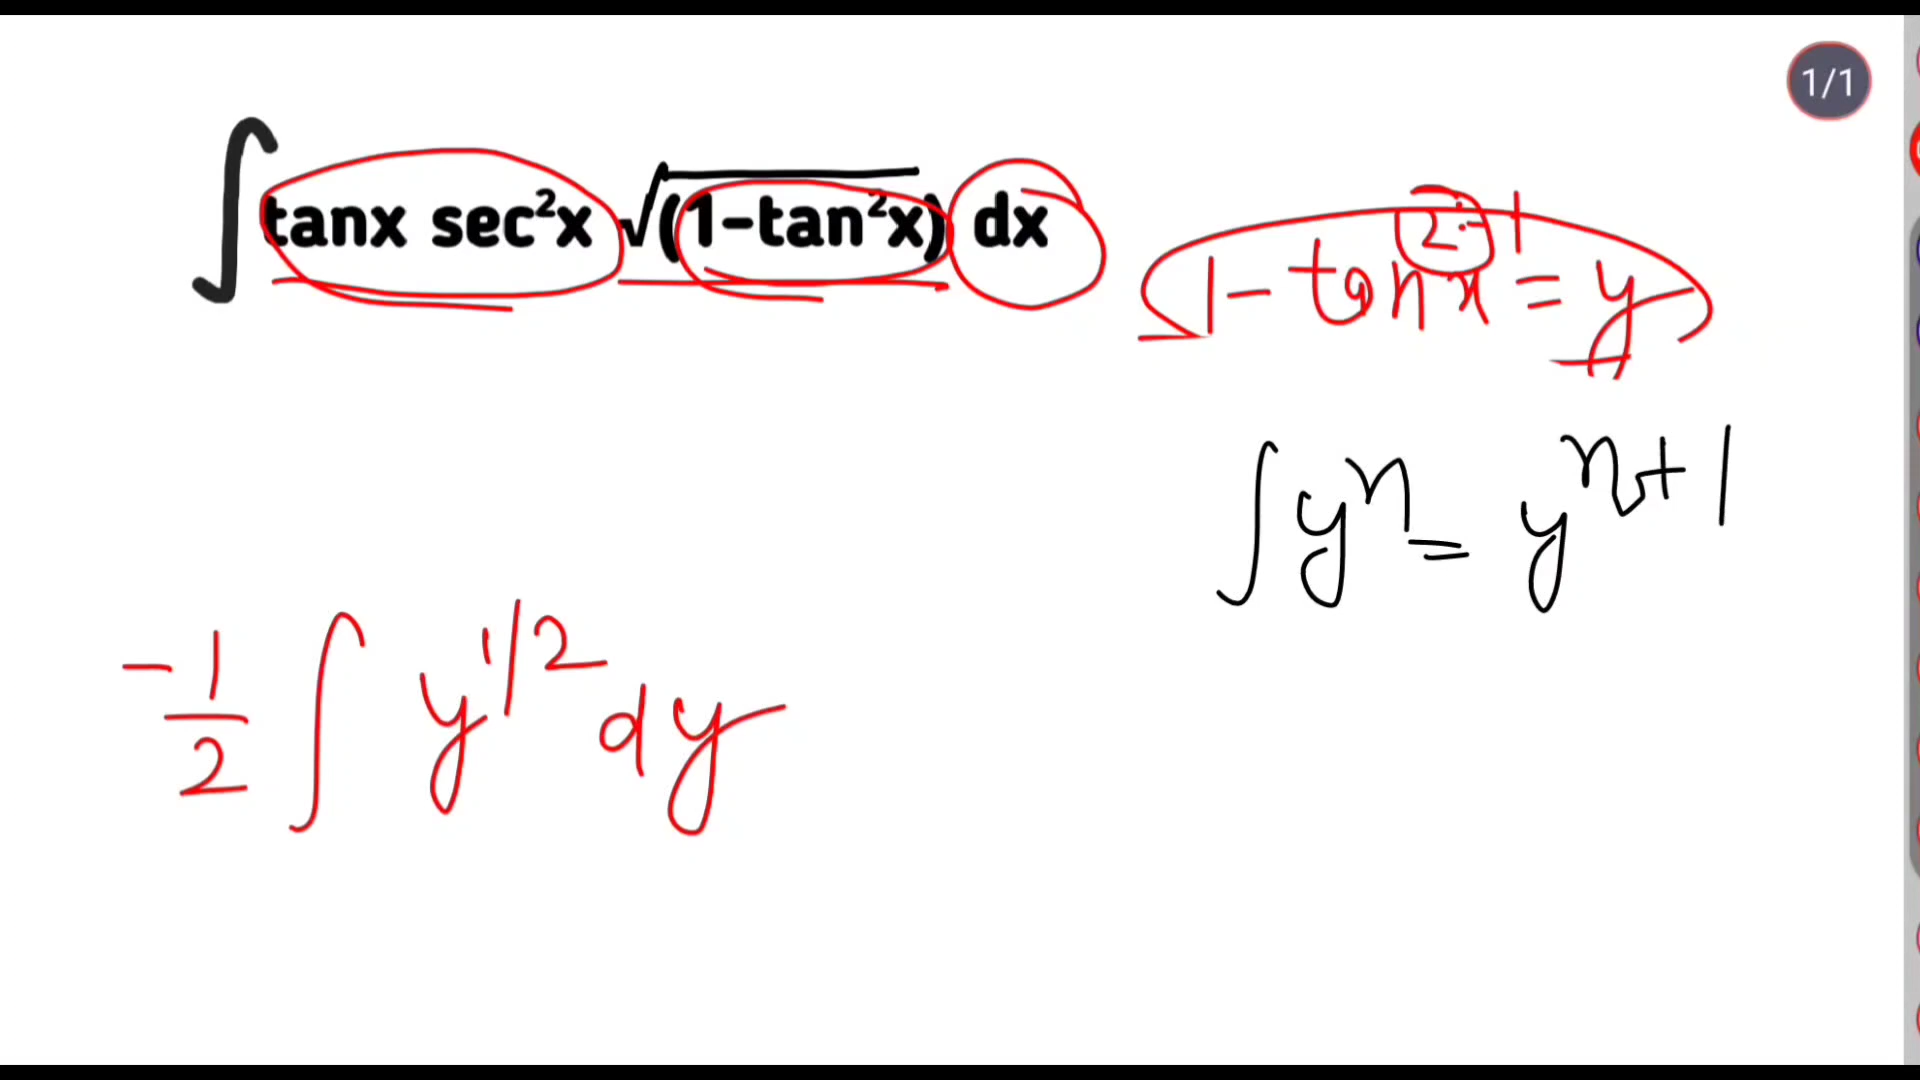 1/1
∫ tanx sec²x √(1-tan²x) dx
1 - tan²x = y
∫ yⁿ = yⁿ⁺¹
-1/2 ∫ y^1/2 dy